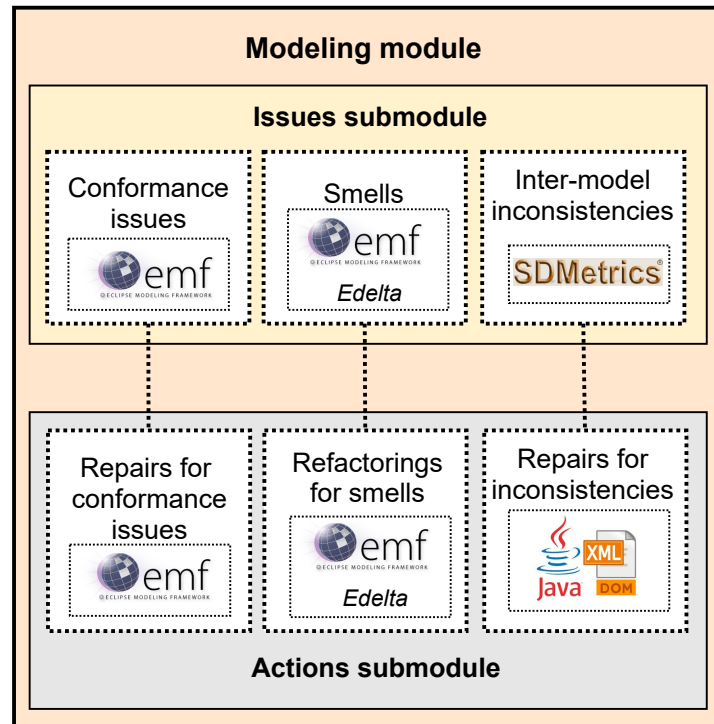 Modeling module
Issues submodule
Conformance
issues
emf
@ECLIPSE MODELING FRAMEWORK
Smells
emf
@ECLIPSE MODELING FRAMEWORK
Edelta
Inter-model
inconsistencies
SDMetrics®
Repairs for
conformance
issues
emf
@ECLIPSE MODELING FRAMEWORK
Refactorings
for smells
emf
@ECLIPSE MODELING FRAMEWORK
Edelta
Repairs for
inconsistencies
Java
XML
DOM
Actions submodule